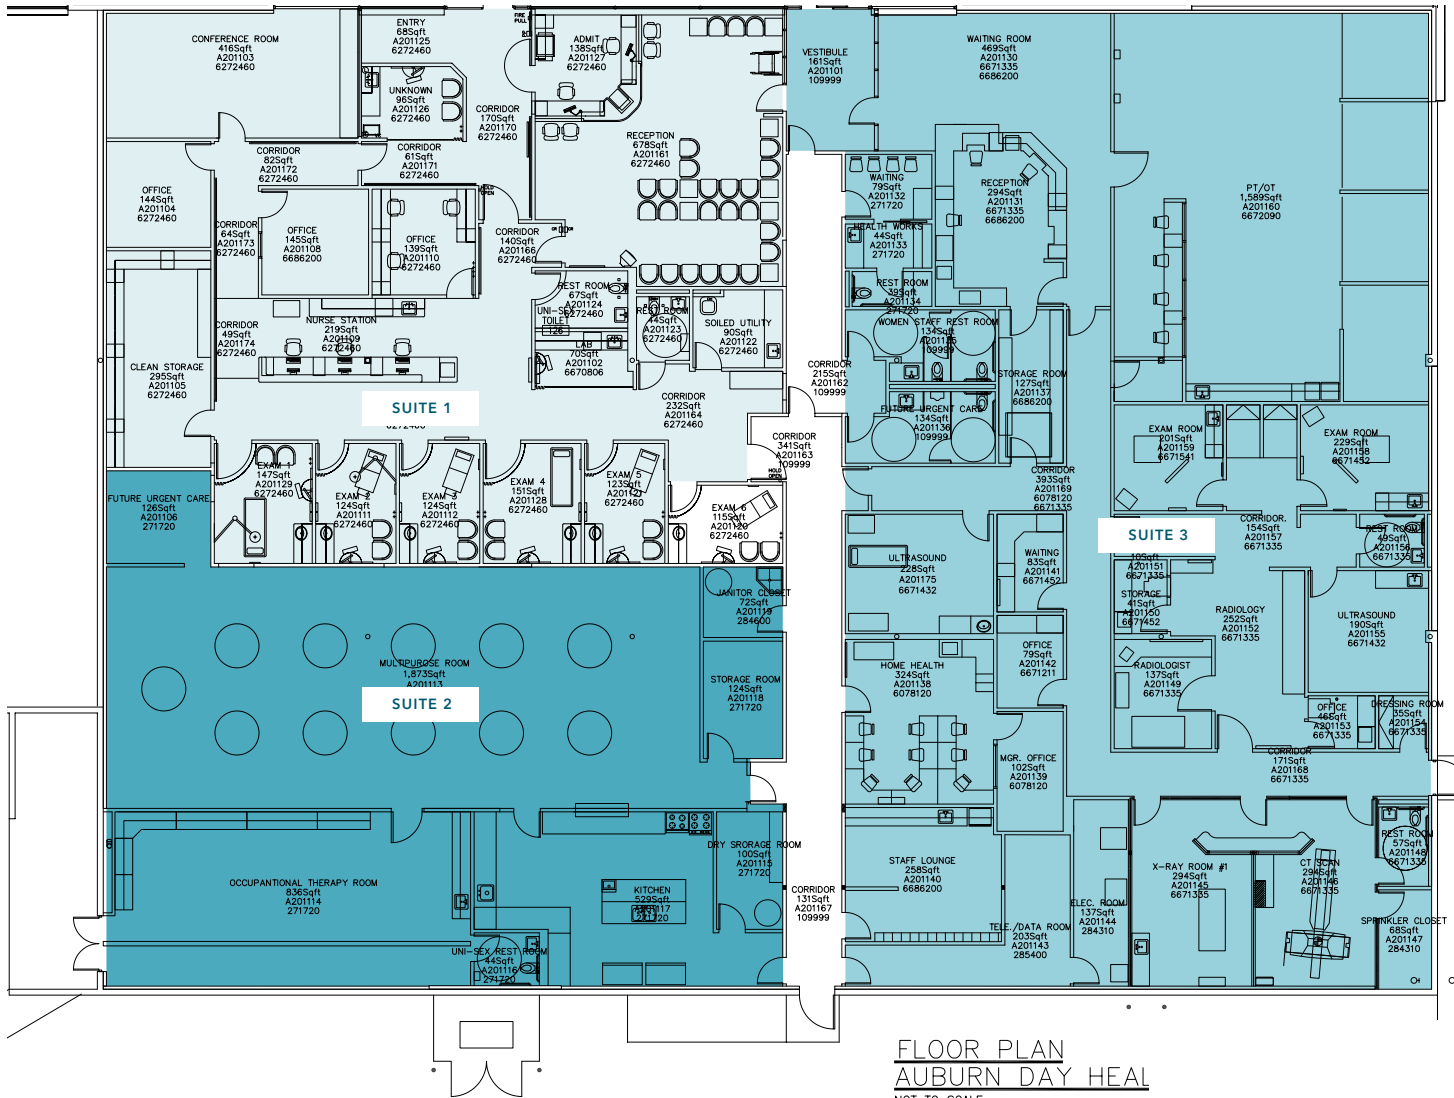 CONFERENCE ROOM
416Sqft
A201103
6272460
ENTRY
68Sqft
A201125
6272460
FIRE
PULL
ADMIT
138Sqft
A201127
6272460
VESTIBULE
161Sqft
A201101
109999
WAITING ROOM
469Sqft
A201130
6671335
6686200
UNKNOWN
96Sqft
A201126
6272460
CORRIDOR
170Sqft
A201170
6272460
CORRIDOR
82Sqft
A201172
6272460
CORRIDOR
61Sqft
A201171
6272460
RECEPTION
678Sqft
A201161
6272460
OFFICE
144Sqft
A201104
6272460
HOLD
OPEN
WAITING
79Sqft
A201132
271720
RECEPTION
294Sqft
A201131
6671335
6686200
PT/OT
1,589Sqft
A201160
6672090
CORRIDOR
64Sqft
A201173
6272460
OFFICE
145Sqft
A201108
6686200
OFFICE
139Sqft
A201110
6272460
CORRIDOR
140Sqft
A201166
6272460
HEALTH WORKS
44Sqft
A201133
271720
REST ROOM
67Sqft
A201124
6272460
UNI-SEX
TOILET
126
REST ROOM
39Sqft
A201134
271720
CORRIDOR
49Sqft
A201174
6272460
NURSE STATION
219Sqft
A201109
6272460
LAB
70Sqft
A201102
6670806
REST ROOM
44Sqft
A201123
6272460
SOILED UTILITY
90Sqft
A201122
6272460
WOMEN STAFF REST ROOM
134Sqft
A201135
109999
CLEAN STORAGE
295Sqft
A201105
6272460
CORRIDOR
215Sqft
A201162
109999
STORAGE ROOM
127Sqft
A201137
6686200
SUITE 1
CORRIDOR
232Sqft
A201164
6272460
FUTURE URGENT CARE
134Sqft
A201136
109999
CORRIDOR
341Sqft
A201163
109999
HOLD
OPEN
EXAM ROOM
201Sqft
A201159
6671541
EXAM ROOM
229Sqft
A201158
6671452
FUTURE URGENT CARE
126Sqft
A201106
271720
EXAM 1
147Sqft
A201129
6272460
EXAM 2
124Sqft
A201111
6272460
EXAM 3
124Sqft
A201112
6272460
EXAM 4
151Sqft
A201128
6272460
EXAM 5
123Sqft
A201121
6272460
EXAM 6
115Sqft
A201120
6272460
CORRIDOR
393Sqft
A201169
6078120
6671335
SUITE 3
CORRIDOR.
154Sqft
A201157
6671335
REST ROOM
49Sqft
A201156
6671335
ULTRASOUND
228Sqft
A201175
6671432
WAITING
83Sqft
A201141
6671452
10Sqft
A201151
6671335
STORAGE
41Sqft
A201150
6671452
JANITOR CLOSET
72Sqft
A201119
284600
RADIOLOGY
252Sqft
A201152
6671335
ULTRASOUND
190Sqft
A201155
6671432
MULTIPUROSE ROOM
1,873Sqft
A201113
SUITE 2
STORAGE ROOM
124Sqft
A201118
271720
HOME HEALTH
324Sqft
A201138
6078120
OFFICE
79Sqft
A201142
6671211
RADIOLOGIST
137Sqft
A201149
6671335
OFFICE
46Sqft
A201153
6671335
DRESSING ROOM
35Sqft
A201154
6671335
MGR. OFFICE
102Sqft
A201139
6078120
CORRIDOR
171Sqft
A201168
6671335
OCCUPANTIONAL THERAPY ROOM
836Sqft
A201114
271720
DRY SRORAGE ROOM
100Sqft
A201115
271720
KITCHEN
529Sqft
A201117
271720
CORRIDOR
131Sqft
A201167
109999
STAFF LOUNGE
258Sqft
A201140
6686200
X-RAY ROOM #1
294Sqft
A201145
6671335
CT SCAN
294Sqft
A201146
6671335
REST ROOM
57Sqft
A201148
6671335
ELEC. ROOM
137Sqft
A201144
284310
TELE./DATA ROOM
203Sqft
A201143
285400
SPRINKLER CLOSET
68Sqft
A201147
284310
UNI-SEX REST ROOM
44Sqft
A201116
271720
FLOOR PLAN
AUBURN DAY HEAL